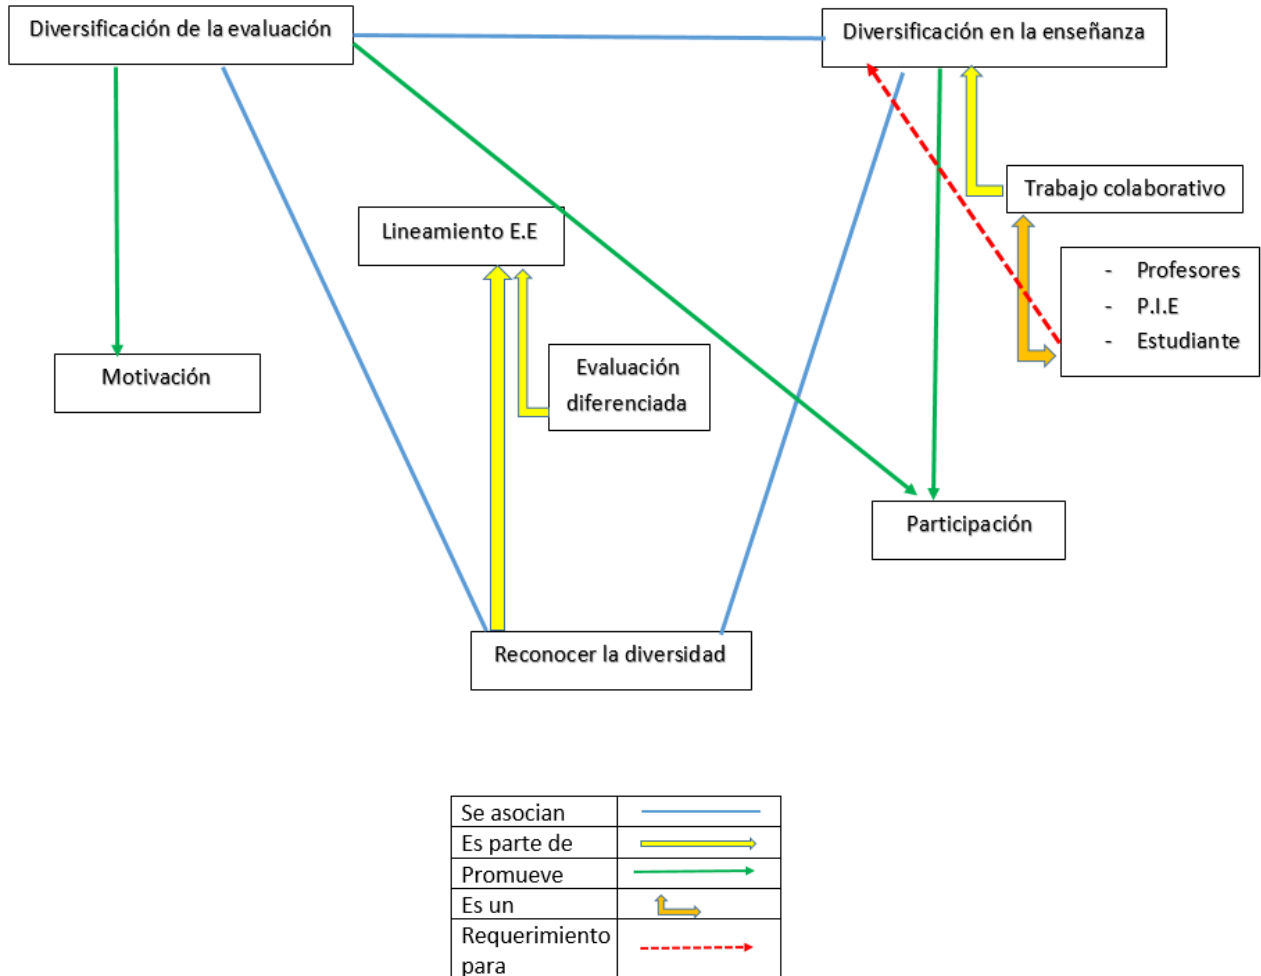 Diversificación de la evaluación
Diversificación en la enseñanza
Trabajo colaborativo
Lineamiento E.E
- Profesores
- P.I.E
- Estudiante
Motivación
Evaluación
diferenciada
Participación
Reconocer la diversidad
Se asocian
Es parte de
Promueve
Es un
Requerimiento
para